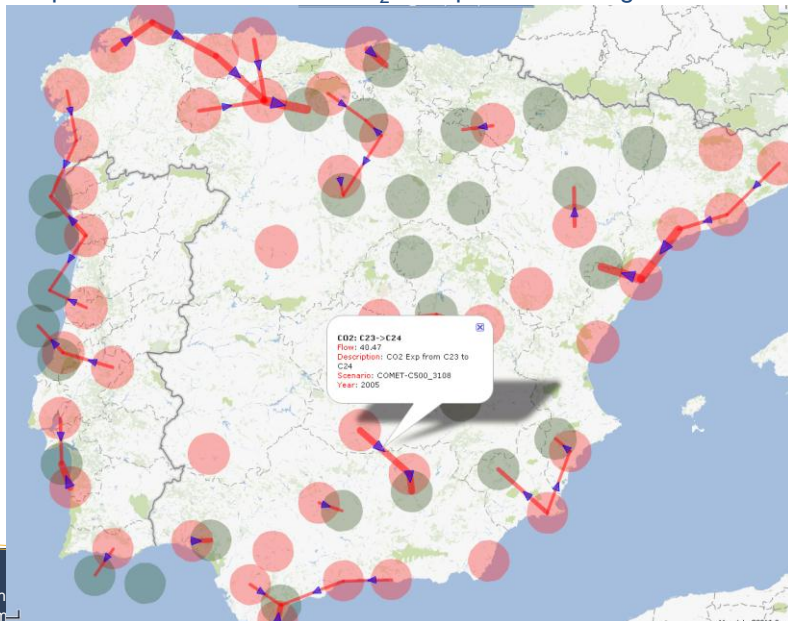 CO2: C23->C24
Flow: 40.47
Description: CO2 Exp from C23 to
C24
Scenario: COMET-C500_3108
Year: 2005